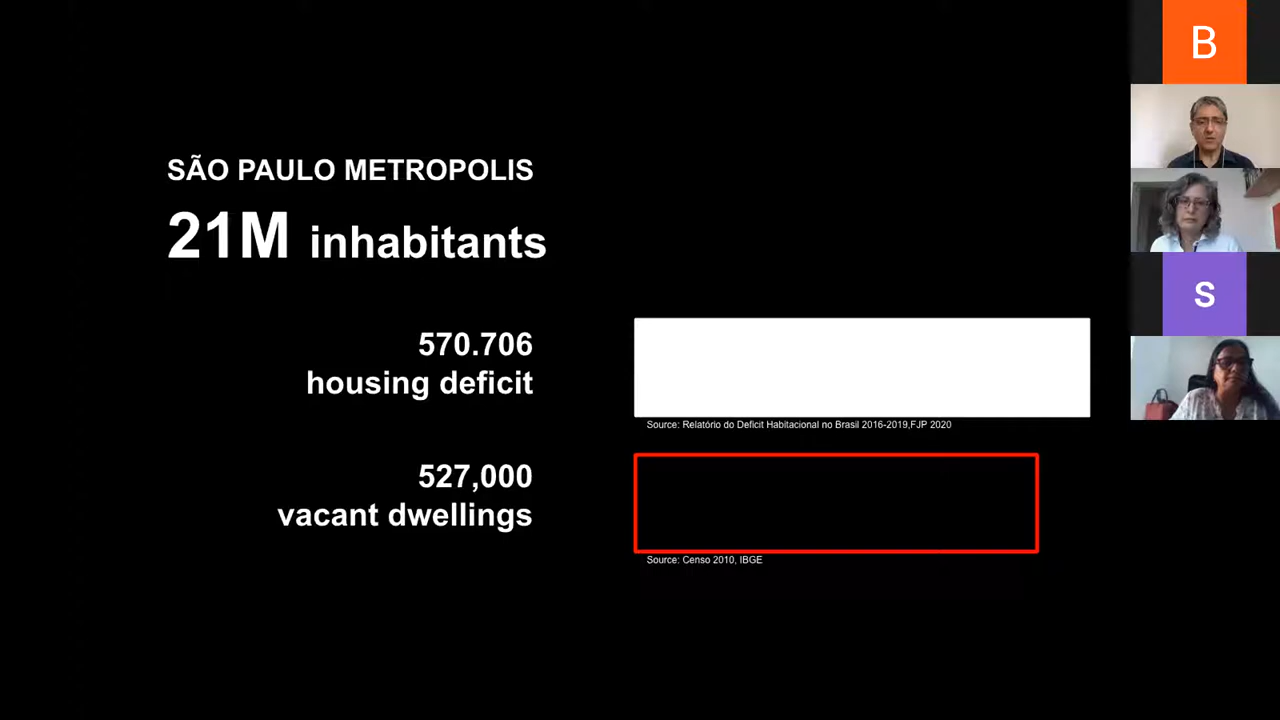 SÃO PAULO METROPOLIS
21M inhabitants
570.706
housing deficit
Source: Relatório do Deficit Habitacional no Brasil 2016-2019,FJP 2020
527,000
vacant dwellings
Source: Censo 2010, IBGE
B
S